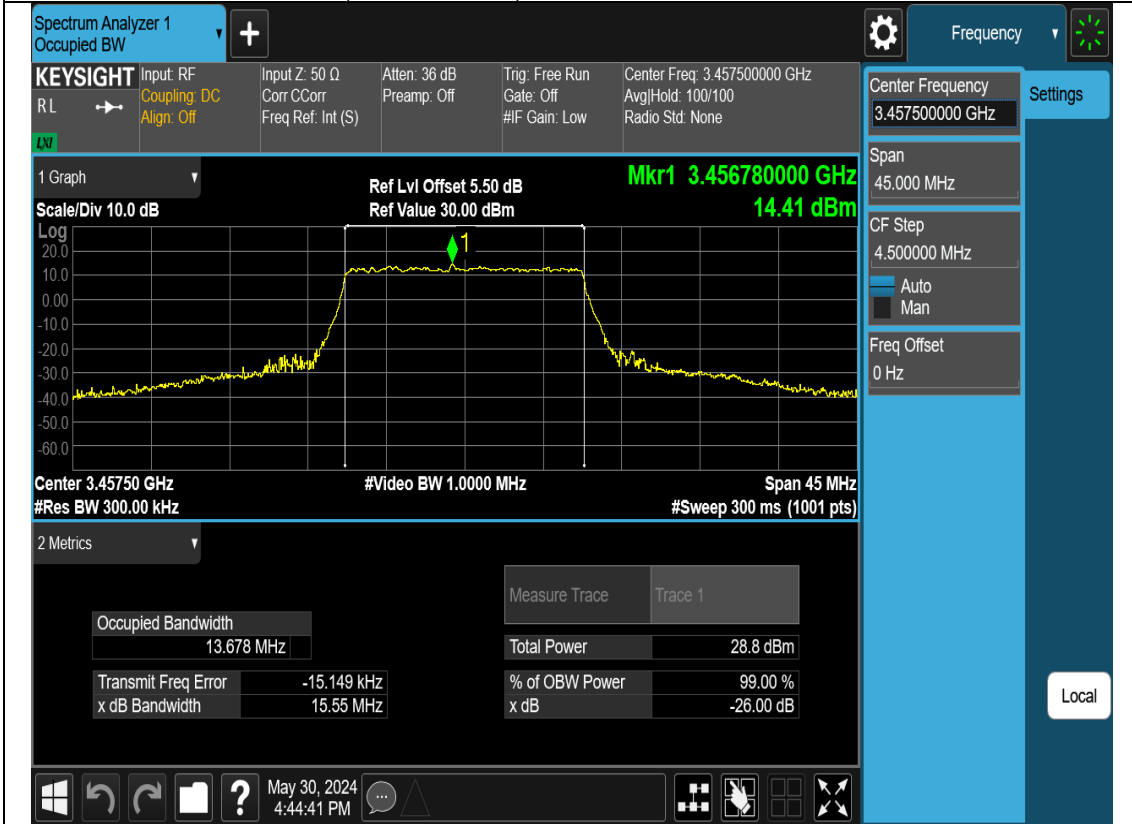 Spectrum Analyzer 1
Occupied BW
+
Frequency
KEYSIGHT
RL
LXI
Input: RF
Coupling: DC
Align: Off
Input Z: 50 Ω
Corr CCorr
Freq Ref: Int (S)
Atten: 36 dB
Preamp: Off
Trig: Free Run
Gate: Off
#IF Gain: Low
Center Freq: 3.457500000 GHz
Avg|Hold: 100/100
Radio Std: None
Center Frequency
3.457500000 GHz
Settings
Span
45.000 MHz
CF Step
4.500000 MHz
Auto
Man
Freq Offset
0 Hz
1 Graph
Scale/Div 10.0 dB
Ref Lvl Offset 5.50 dB
Ref Value 30.00 dBm
Mkr1 3.456780000 GHz
14.41 dBm
Log
20.0
10.0
0.00
-10.0
-20.0
-30.0
-40.0
-50.0
-60.0
1
Center 3.45750 GHz
#Video BW 1.0000 MHz
Span 45 MHz
#Res BW 300.00 kHz
#Sweep 300 ms (1001 pts)
2 Metrics
Measure Trace Trace 1
Occupied Bandwidth
13.678 MHz
Total Power 28.8 dBm
Transmit Freq Error -15.149 kHz
% of OBW Power 99.00 %
x dB Bandwidth 15.55 MHz
x dB -26.00 dB
Local
?
May 30, 2024
4:44:41 PM